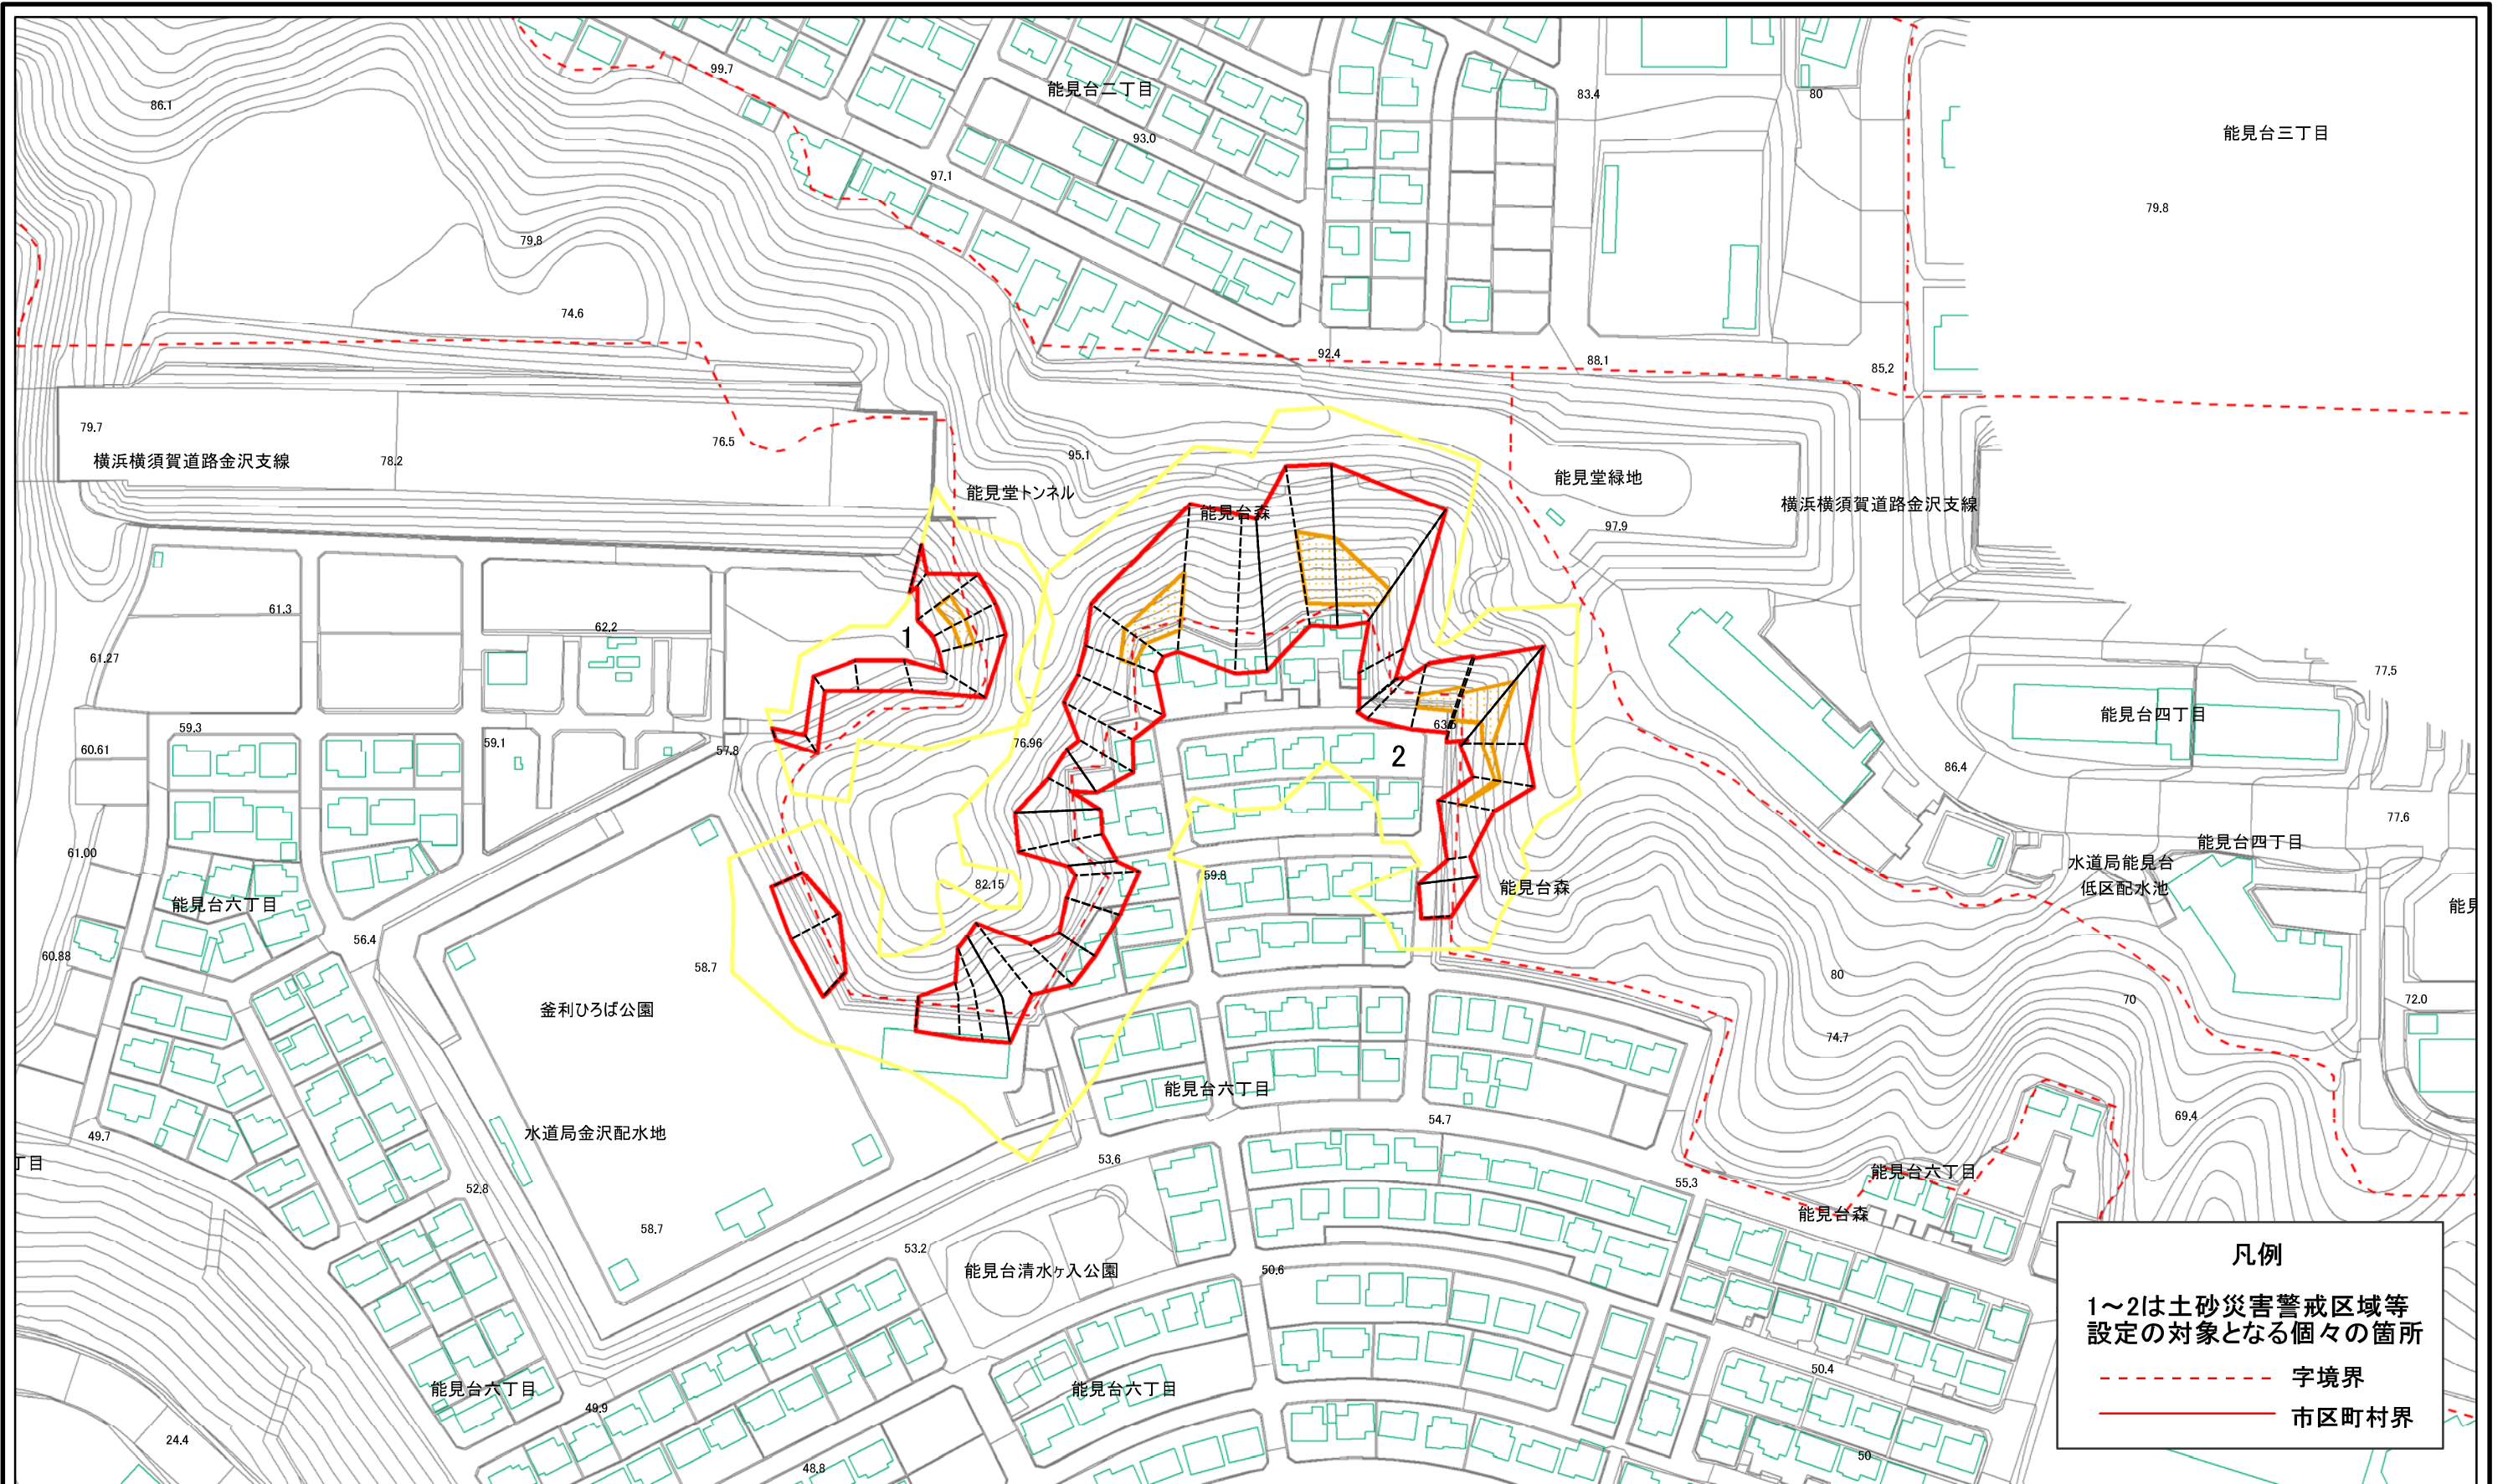 99.7
86.1
能見台二丁目
93.0
83.4
80
能見台三丁目
97.1
79.8
79.8
74.6
92.4
88.1
85.2
79.7
横浜横須賀道路金沢支線
78.2
76.5
95.1
能見堂トンネル
能見台森
能見堂緑地
横浜横須賀道路金沢支線
97.9
61.3
62.2
1
61.27
77.5
59.3
60.61
59.1
57.8
76.96
2
能見台四丁目
86.4
77.6
61.00
82.15
59.8
能見台森
能見台四丁目
水道局能見台
低区配水池
能見台六丁目
56.4
60.88
58.7
釜利ひろば公園
80
70
72.0
74.7
69.4
能見台六丁目
54.7
水道局金沢配水地
49.7
丁目
53.6
52.8
55.3
能見台六丁目
能見台森
58.7
53.2
能見台清水ヶ入公園
50.6
凡例
1～2は土砂災害警戒区域等
設定の対象となる個々の箇所
字境界
市区町村界
50.4
能見台六丁目
能見台六丁目
49.9
24.4
48.8
50